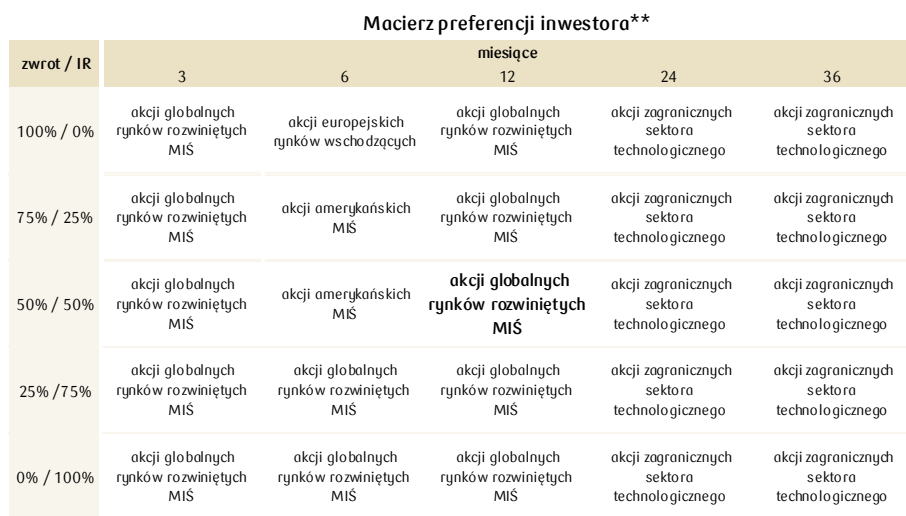 Macierz preferencji inwestora**
zwrot / IR
miesiące
3 6 12 24 36
100% / 0%
akcji globalnych
rynków rozwiniętych
MIŚ
akcji europejskich
rynków wschodzących
akcji globalnych
rynków rozwiniętych
MIŚ
akcji zagranicznych
sektora
technologicznego
akcji zagranicznych
sektora
technologicznego
75% / 25%
akcji globalnych
rynków rozwiniętych
MIŚ
akcji amerykańskich
MIŚ
akcji globalnych
rynków rozwiniętych
MIŚ
akcji zagranicznych
sektora
technologicznego
akcji zagranicznych
sektora
technologicznego
50% / 50%
akcji globalnych
rynków rozwiniętych
MIŚ
akcji amerykańskich
MIŚ
akcji globalnych
rynków rozwiniętych
MIŚ
akcji zagranicznych
sektora
technologicznego
akcji zagranicznych
sektora
technologicznego
25% /75%
akcji globalnych
rynków rozwiniętych
MIŚ
akcji globalnych
rynków rozwiniętych
MIŚ
akcji globalnych
rynków rozwiniętych
MIŚ
akcji zagranicznych
sektora
technologicznego
akcji zagranicznych
sektora
technologicznego
0% / 100%
akcji globalnych
rynków rozwiniętych
MIŚ
akcji globalnych
rynków rozwiniętych
MIŚ
akcji globalnych
rynków rozwiniętych
MIŚ
akcji zagranicznych
sektora
technologicznego
akcji zagranicznych
sektora
technologicznego